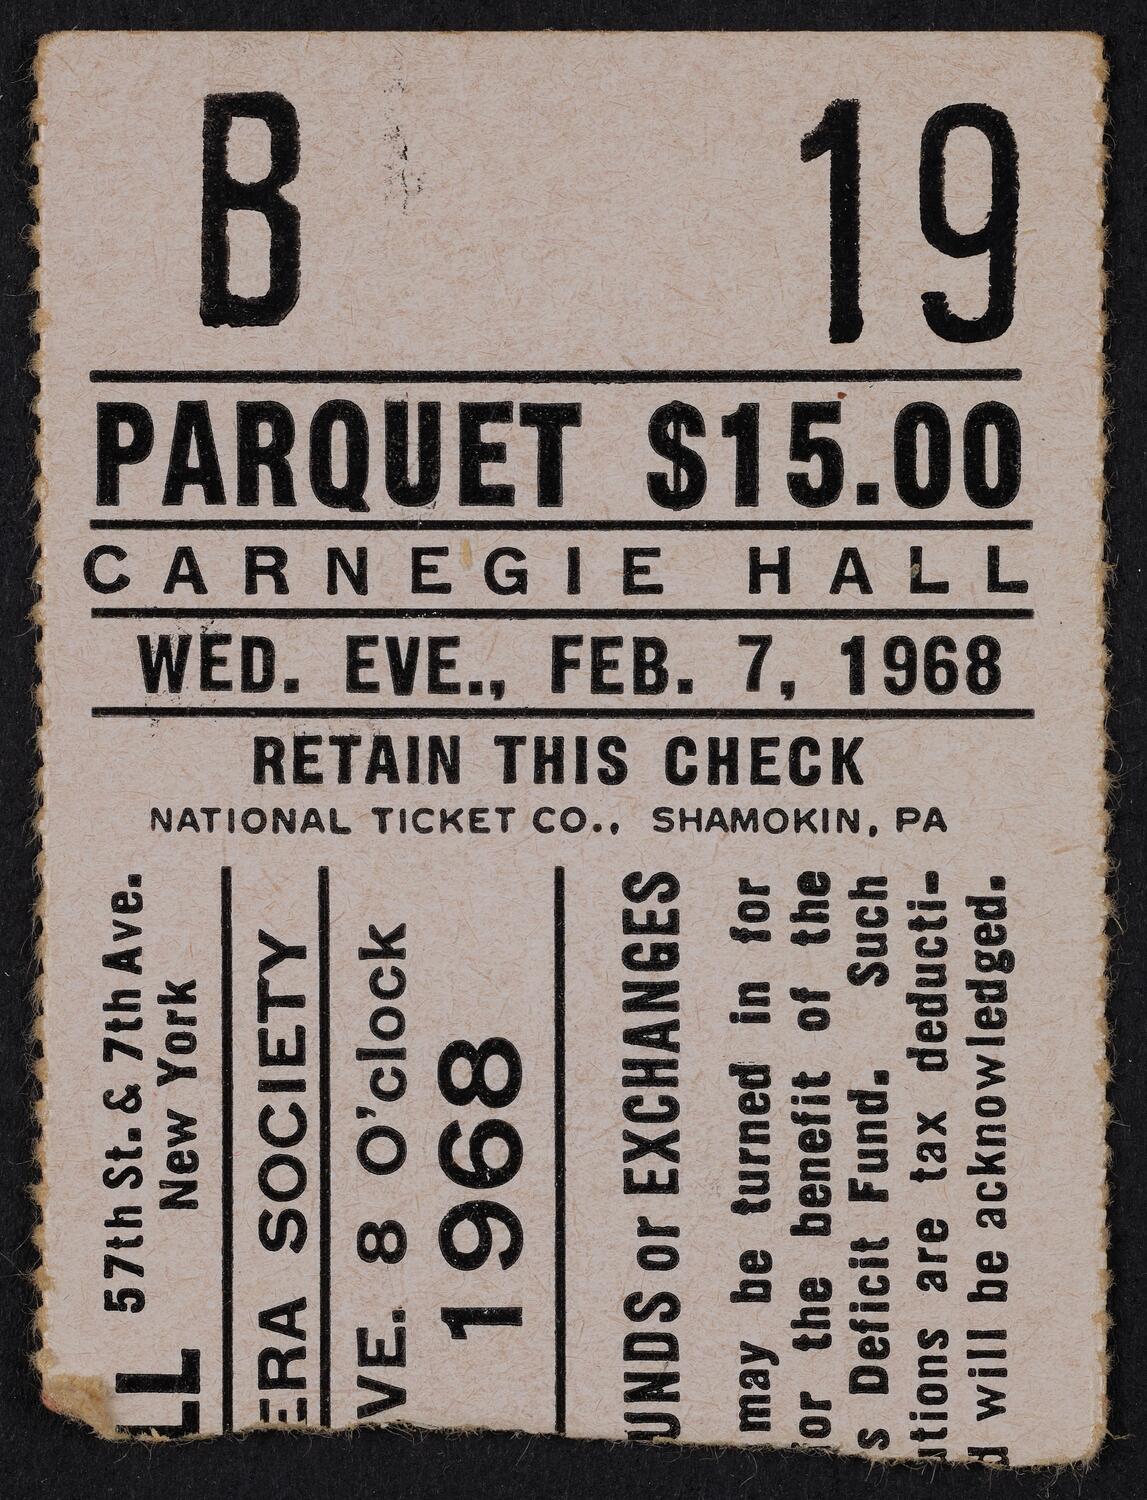 B 19
PARQUET $15.00
CARNEGIE HALL
WED. EVE., FEB. 7, 1968
RETAIN THIS CHECK
NATIONAL TICKET CO., SHAMOKIN, PA
LL 57th St. & 7th Ave.
New York
ERA SOCIETY
VE. 8 O'clock
1968
UNDS or EXCHANGES
may be turned in for
or the benefit of the
s Deficit Fund. Such
utions are tax deducti-
d will be acknowledged.